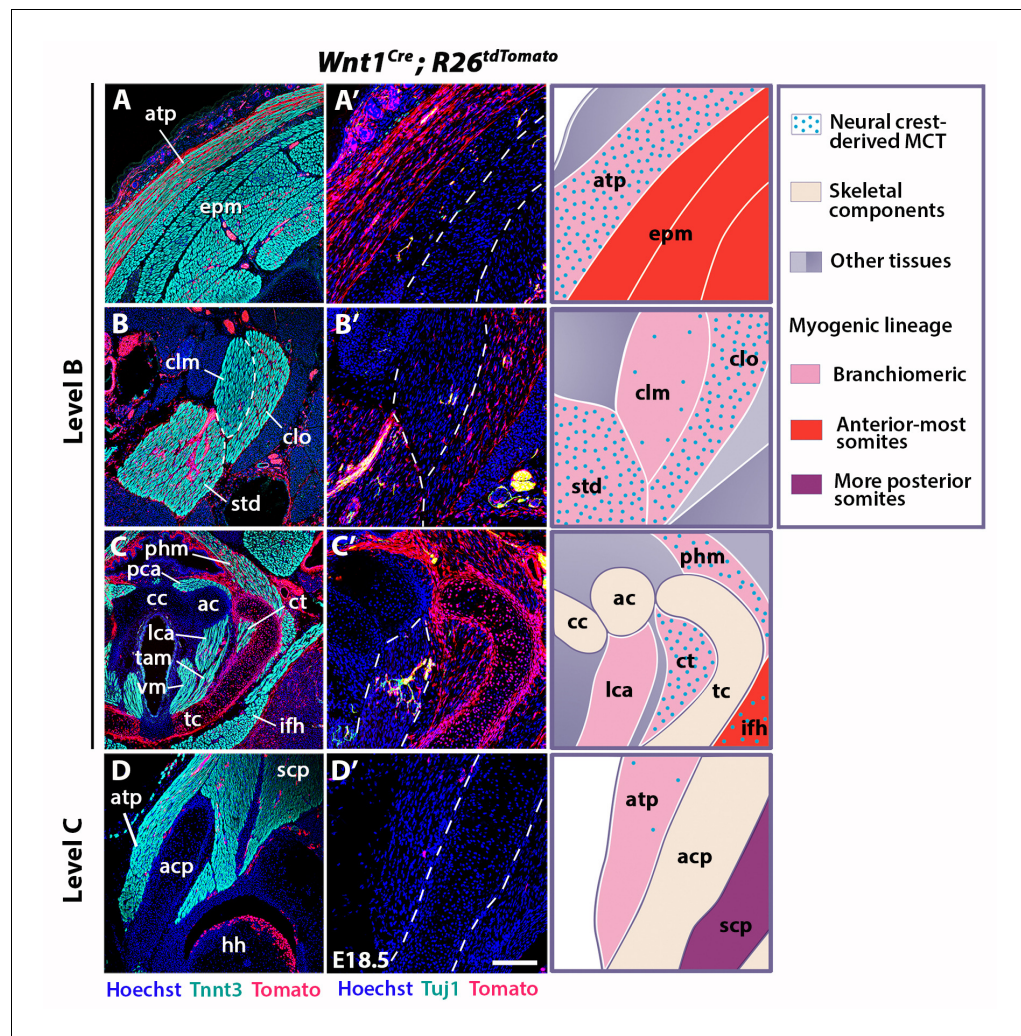 Wnt1Cre; R26tdTomato
Level B
Level C
A
atp
epm
A′
atp
epm
B
clm
clo
std
B′
clm
clo
std
C
phm
pca
cc
ac
ct
lca
tam
vm
tc
ifh
C′
phm
ac
cc
ct
tc
lca
ifh
D
scp
atp
acp
hh
D′
E18.5
atp
acp
scp
Hoechst Tnnt3 Tomato
Hoechst Tuj1 Tomato
Neural crest-
derived MCT
Skeletal
components
Other tissues
Myogenic lineage
Branchiomeric
Anterior-most
somites
More posterior
somites